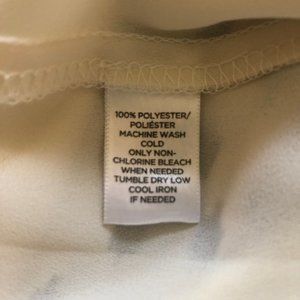 100% POLYESTER/
POLIÉSTER
MACHINE WASH
COLD
ONLY NON-
CHLORINE BLEACH
WHEN NEEDED
TUMBLE DRY LOW
COOL IRON
IF NEEDED